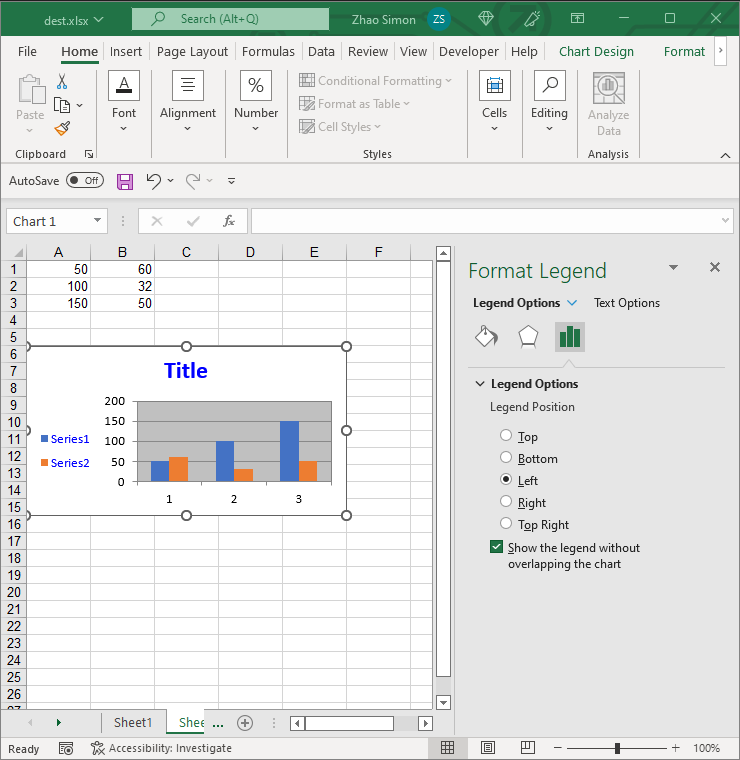 dest.xlsx
Search (Alt+Q)
Zhao Simon ZS
File Home Insert Page Layout Formulas Data Review View Developer Help Chart Design Format
Paste
Clipboard
A
Font
Alignment
%
Number
Conditional Formatting
Format as Table
Cell Styles
Styles
Cells
Editing
Analyze
Data
Analysis
AutoSave Off
Chart 1
fx
A B C D E F
1 50 60
2 100 32
3 150 50
4
5
6
7
8
9
10
11
12
13
14
15
16
17
18
19
20
21
22
23
24
25
26
Title
200
150
100
50
0
Series1
Series2
1 2 3
Format Legend
Legend Options Text Options
Legend Options
Legend Position
Top
Bottom
Left
Right
Top Right
Show the legend without
overlapping the chart
Sheet1 Shee ...
Ready Accessibility: Investigate 100%